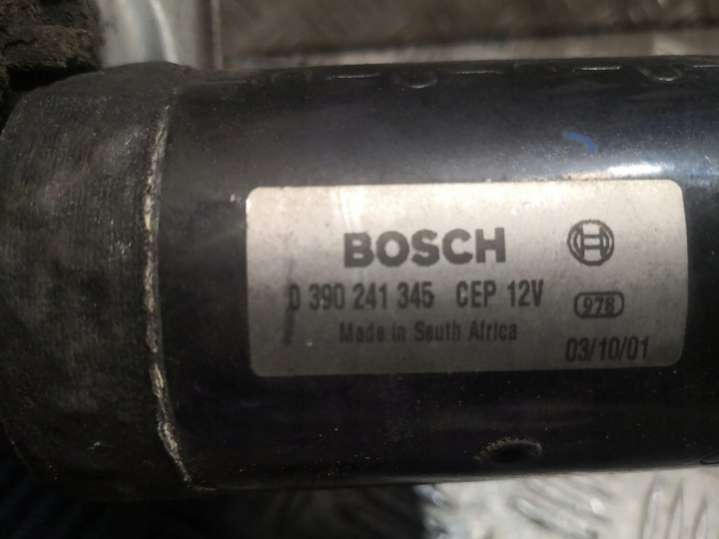 BOSCH
0 390 241 345 CEP 12V
978
Made in South Africa
03/10/01